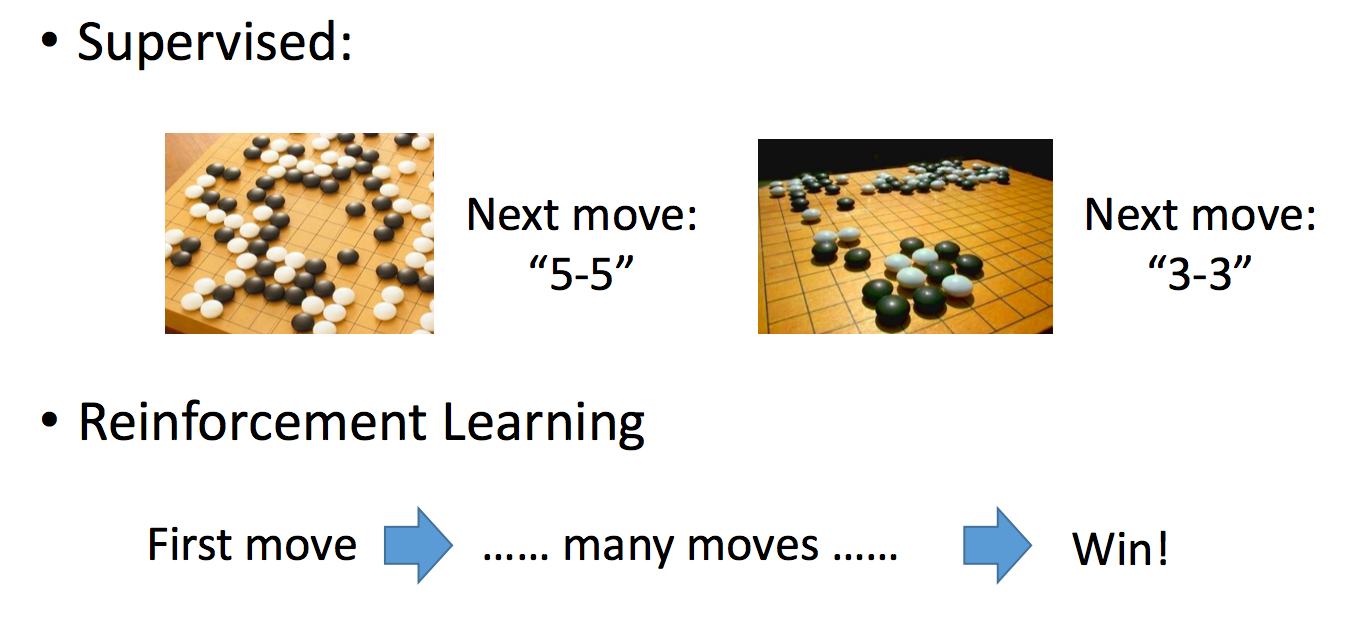 • Supervised:
Next move:
“5-5”
Next move:
“3-3”
• Reinforcement Learning
First move
...... many moves ......
Win!